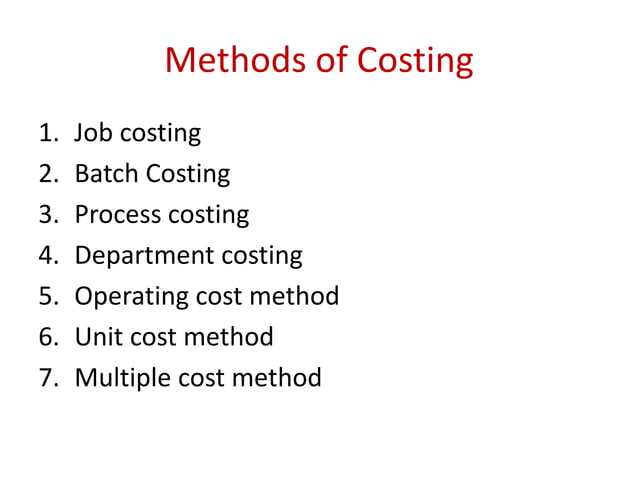 Methods of Costing
1. Job costing
2. Batch Costing
3. Process costing
4. Department costing
5. Operating cost method
6. Unit cost method
7. Multiple cost method